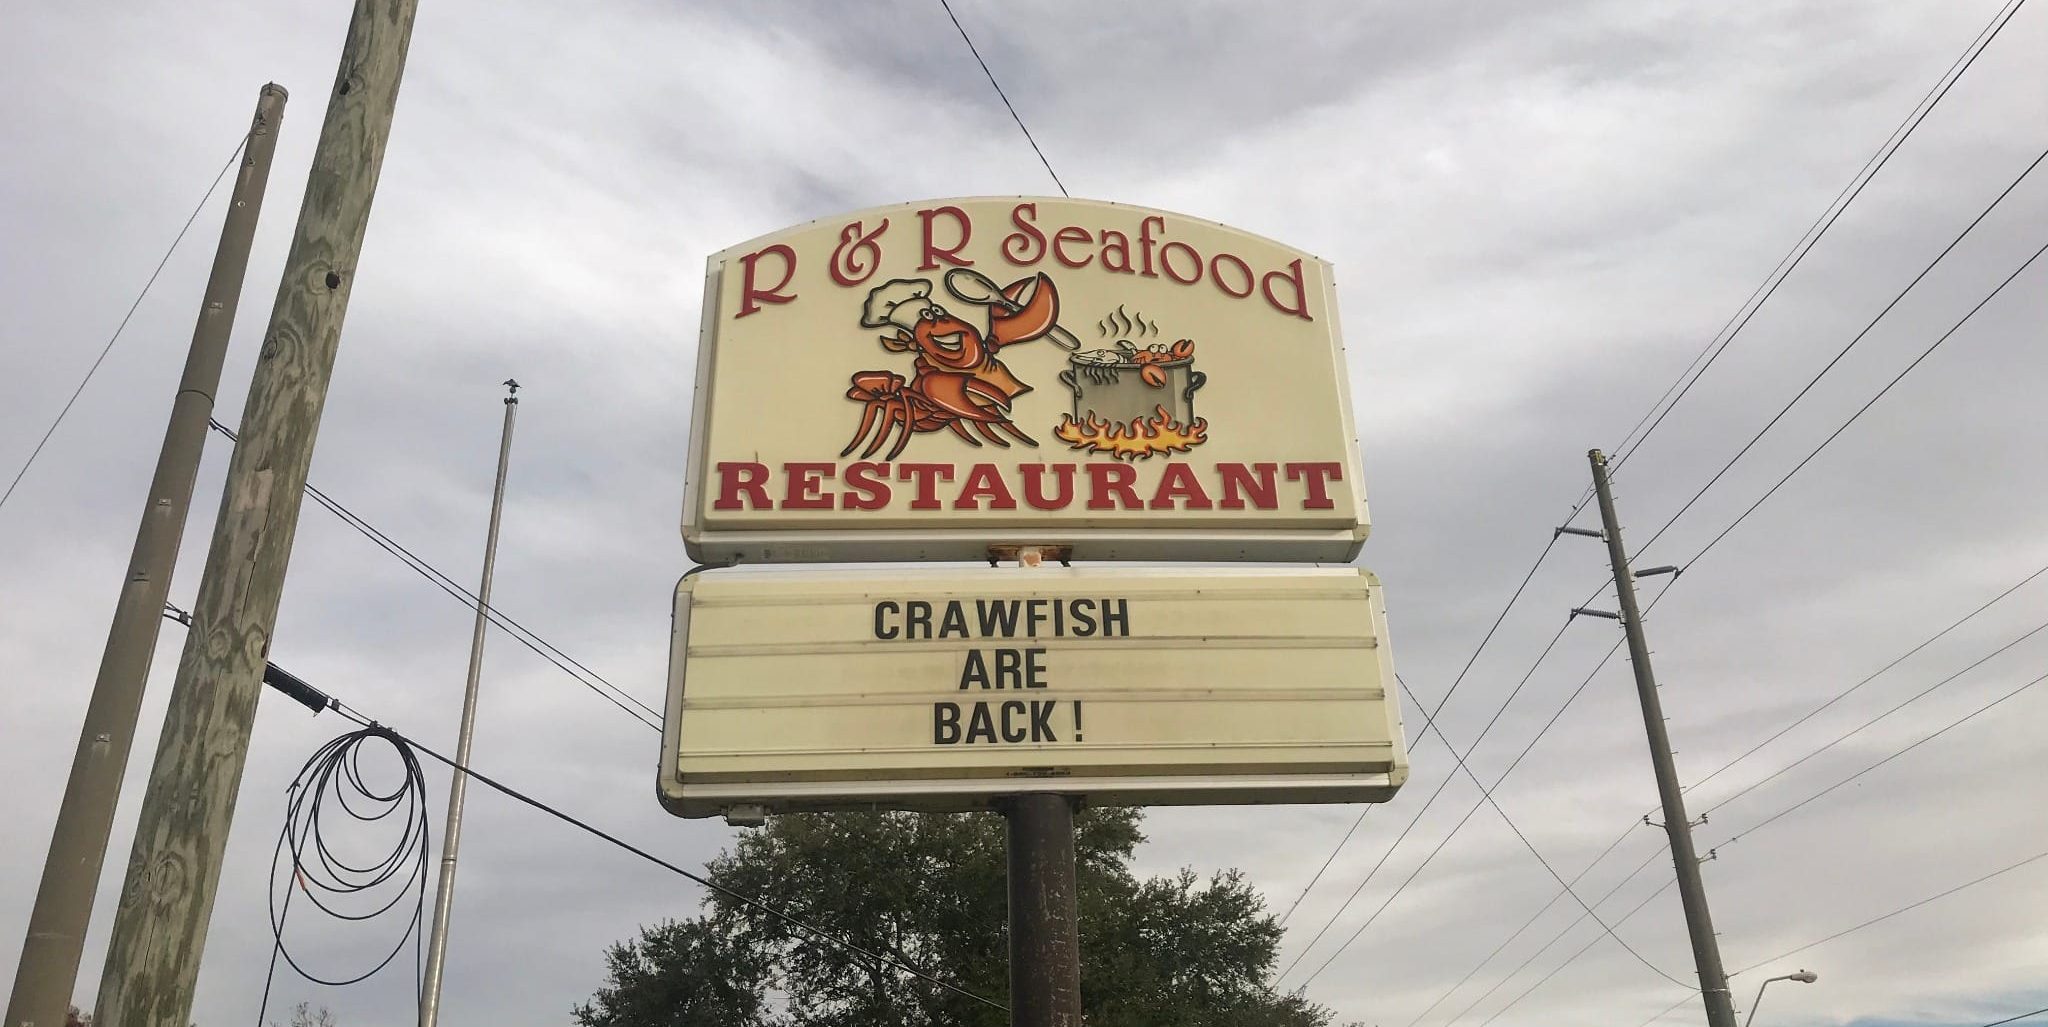 R & R Seafood
RESTAURANT
CRAWFISH
ARE
BACK!